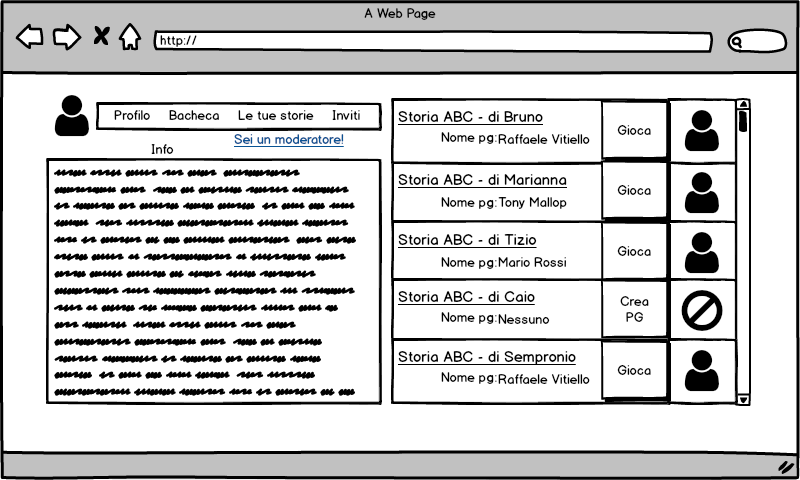 A Web Page
http://
Profilo Bacheca Le tue storie Inviti
Sei un moderatore!
Info
Storia ABC - di Bruno
Nome pg: Raffaele Vitiello
Gioca
Storia ABC - di Marianna
Nome pg: Tony Mallop
Gioca
Storia ABC - di Tizio
Nome pg: Mario Rossi
Gioca
Storia ABC - di Caio
Nome pg: Nessuno
Crea
PG
Storia ABC - di Sempronio
Nome pg: Raffaele Vitiello
Gioca